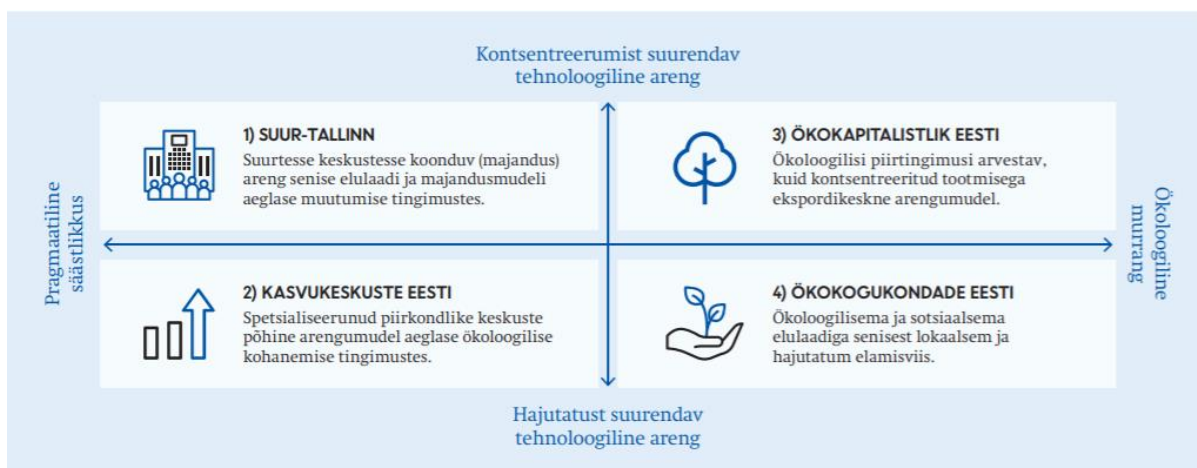 Kontsentreerumist suurendav
tehnoloogiline areng
Pragmaatiline
säästlikkus
1) SUUR-TALLINN
Suurtesse keskustesse koonduv (majandus)
areng senise elulaadi ja majandusmudeli
aeglase muutumise tingimustes.
3) ÖKOKAPITALISTLIK EESTI
Ökoloogilisi piirtingimusi arvestav,
kuid kontsentreeritud tootmisega
ekspordikeskne arengumudel.
Ökoloogiline
murrang
2) KASVUKESKUSTE EESTI
Spetsialiseerunud piirkondlike keskuste
põhine arengumudel aeglase ökoloogilise
kohanemise tingimustes.
4) ÖKOKOGUKONDADE EESTI
Ökoloogilisema ja sotsiaalsema
elulaadiga senisest lokaalsem ja
hajutatum elamisviis.
Hajutatust suurendav
tehnoloogiline areng